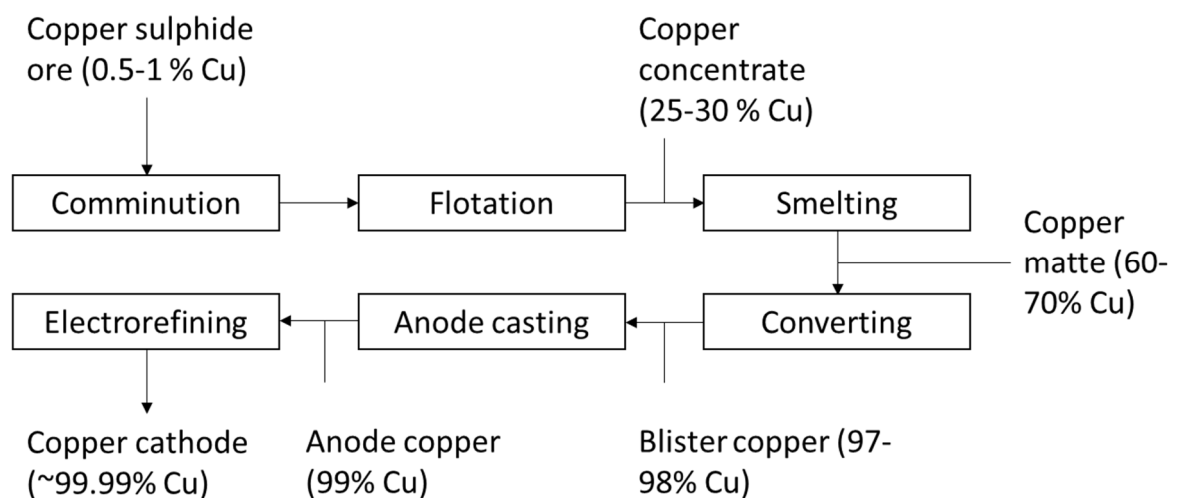 Copper sulphide
ore (0.5-1 % Cu)
Copper
concentrate
(25-30 % Cu)
Comminution
Flotation
Smelting
Copper
matte (60-
70% Cu)
Electrorefining
Anode casting
Converting
Copper cathode
(~99.99% Cu)
Anode copper
(99% Cu)
Blister copper (97-
98% Cu)